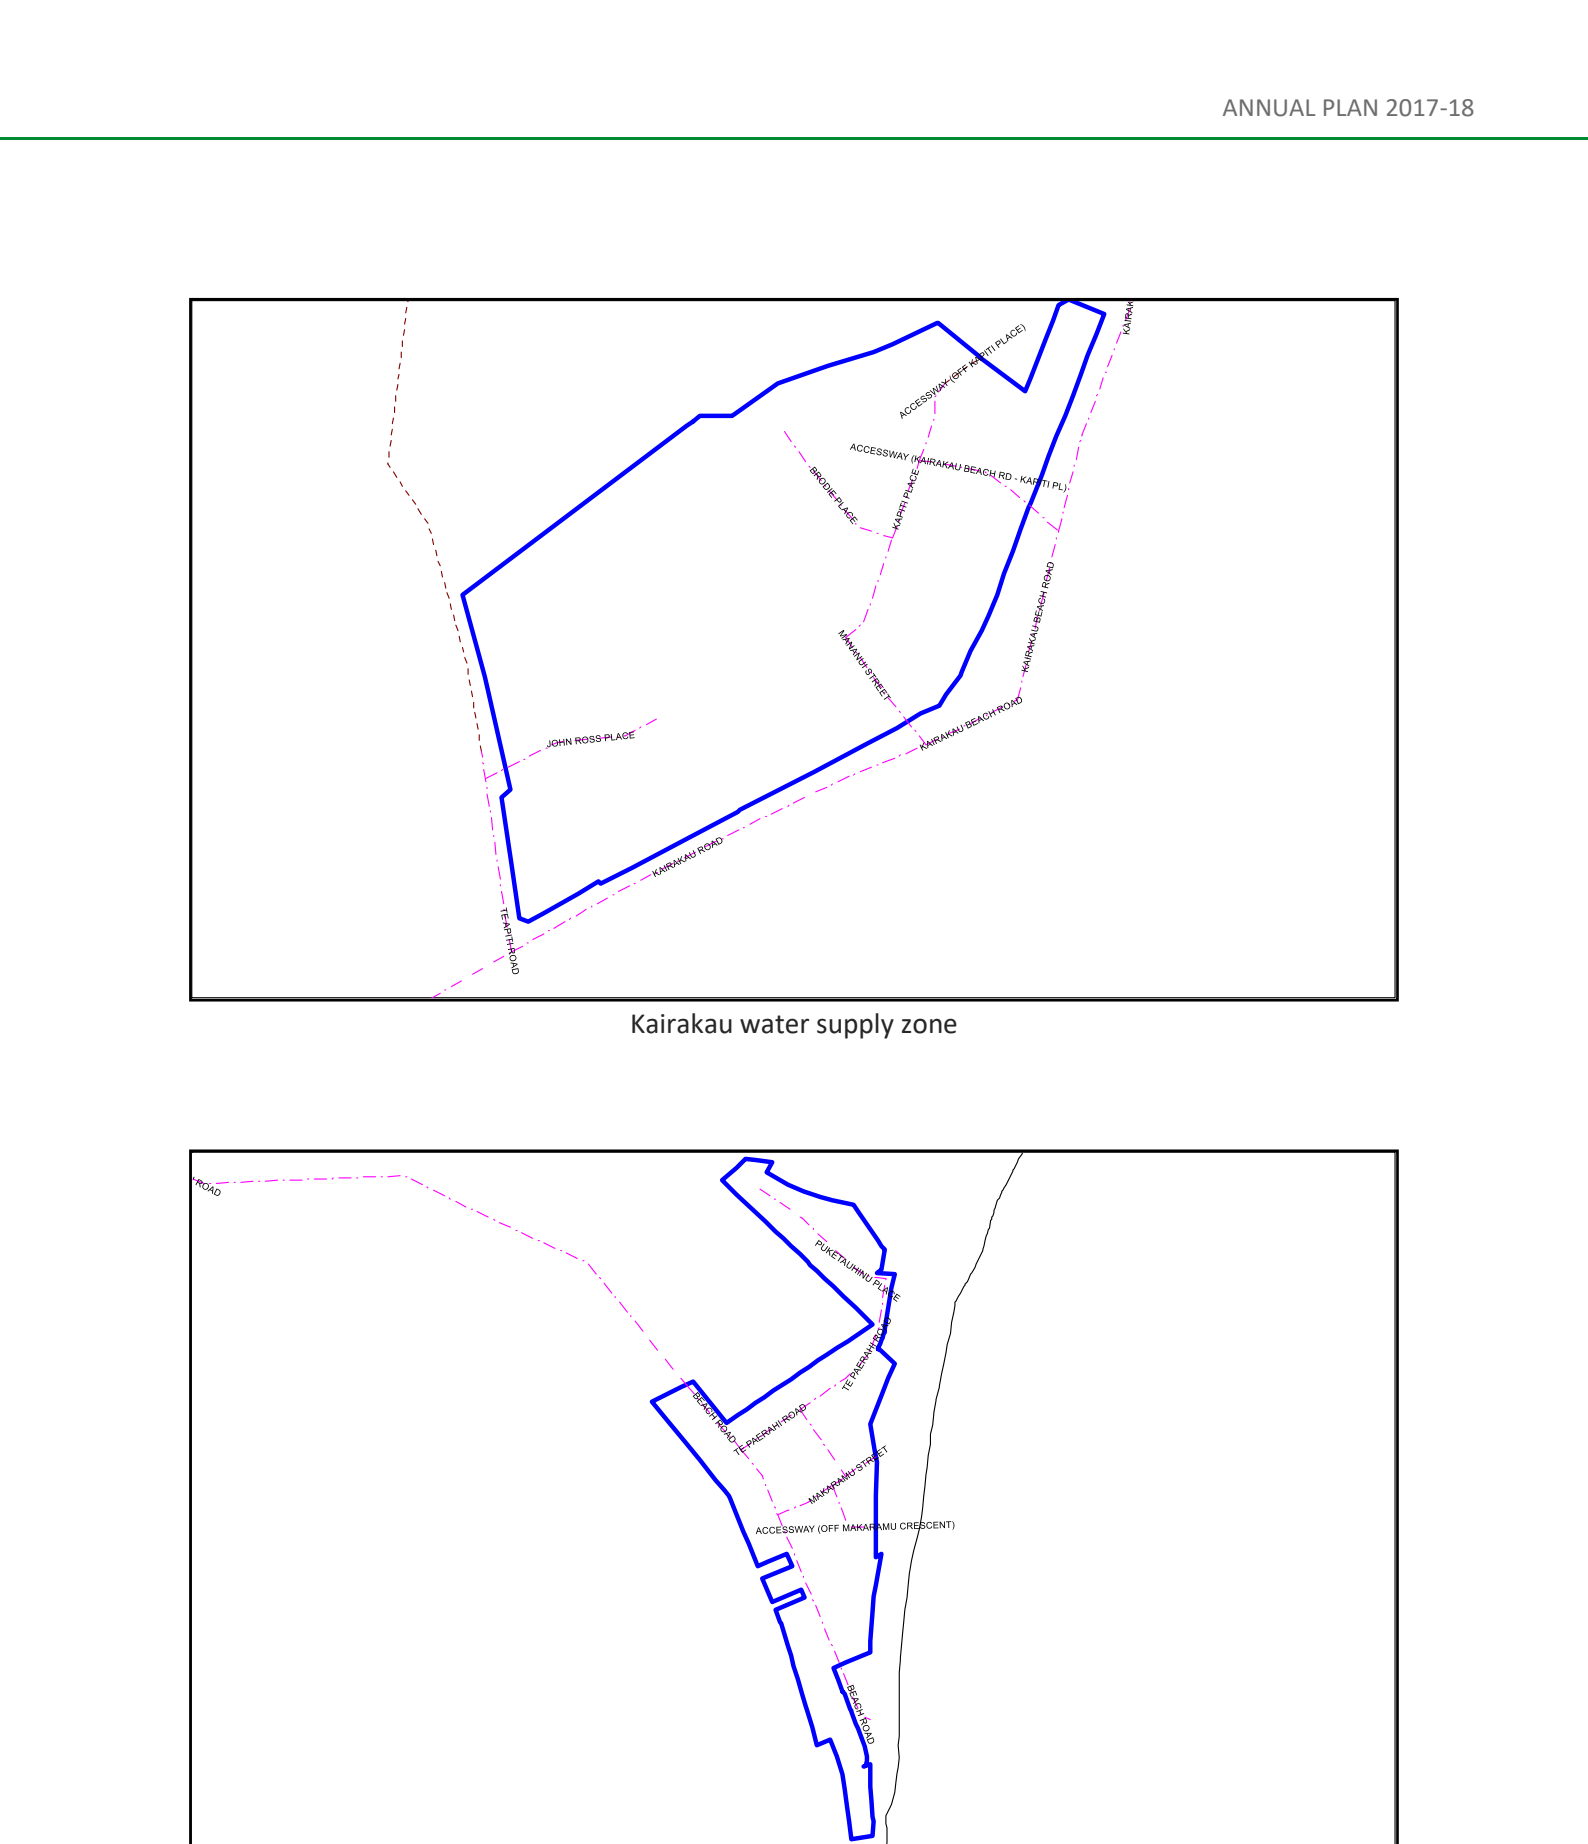 ANNUAL PLAN 2017-18
KAIRAK
ACCESSWAY (OFF KAPITI PLACE)
ACCESSWAY (KAIRAKAU BEACH RD - KAPITI PL)
BRODIE PLACE
KAPITI PLACE
KAIRAKAU BEACH ROAD
MANANUI STREET
KAIRAKAU BEACH ROAD
JOHN ROSS PLACE
KAIRAKAU ROAD
TE APITI ROAD
Kairakau water supply zone
ROAD
PUKETAUHINU PLACE
TE PAERAHI ROAD
BEACH ROAD
TE PAERAHI ROAD
MAKARAMU STREET
ACCESSWAY (OFF MAKARAMU CRESCENT)
BEACH ROAD